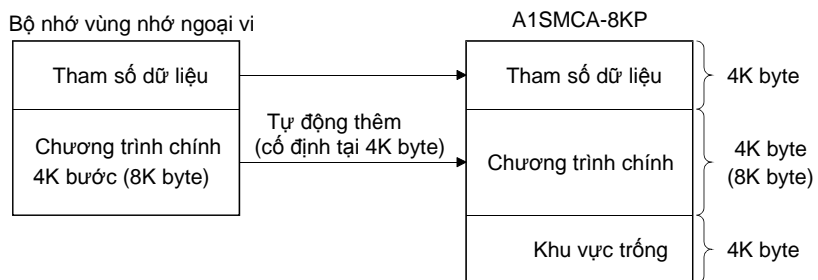 Bộ nhớ vùng nhớ ngoại vi
A1SMCA-8KP
Tham số dữ liệu
Tham số dữ liệu
4K byte
Tự động thêm
(cố định tại 4K byte)
Chương trình chính
4K bước (8K byte)
Chương trình chính
4K byte
(8K byte)
Khu vực trống
4K byte